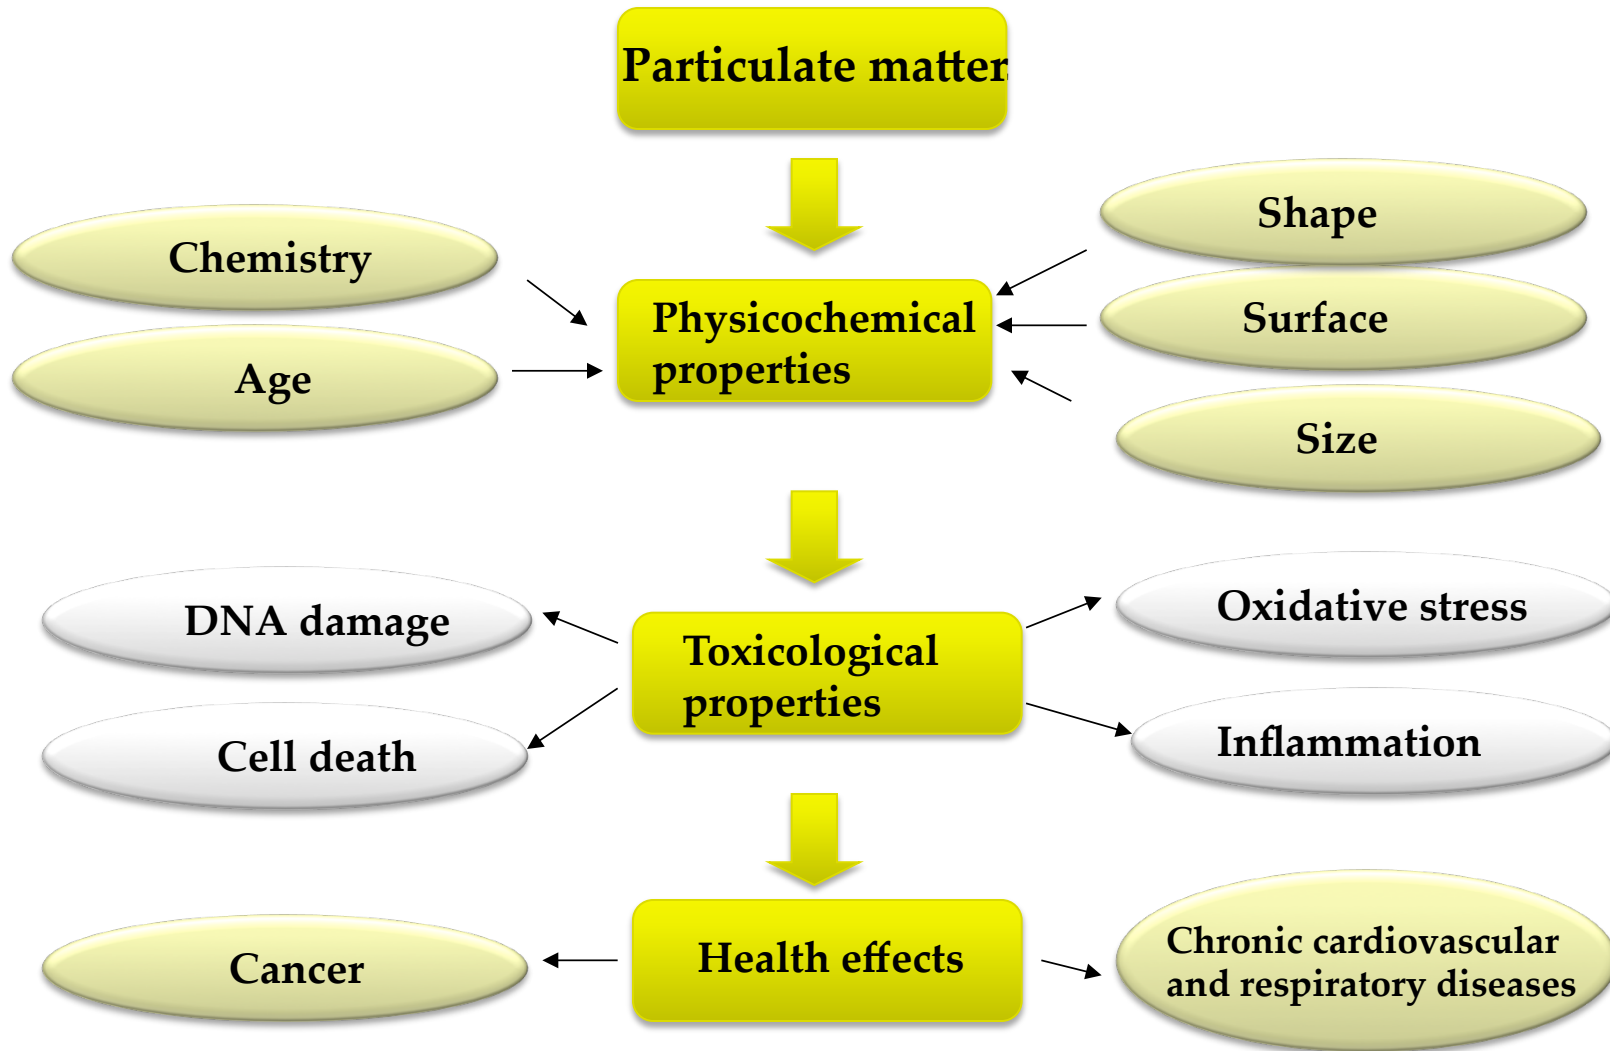 Particulate matter
Chemistry
Age
Physicochemical
properties
Shape
Surface
Size
DNA damage
Cell death
Toxicological
properties
Oxidative stress
Inflammation
Cancer
Health effects
Chronic cardiovascular
and respiratory diseases